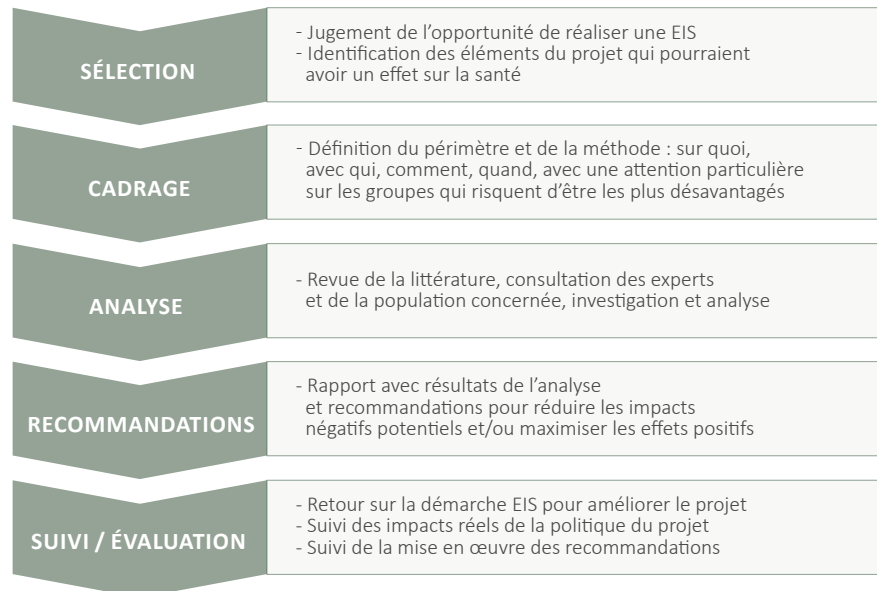 SÉLECTION
- Jugement de l’opportunité de réaliser une EIS
- Identification des éléments du projet qui pourraient
avoir un effet sur la santé
CADRAGE
- Définition du périmètre et de la méthode : sur quoi,
avec qui, comment, quand, avec une attention particulière
sur les groupes qui risquent d’être les plus désavantagés
ANALYSE
- Revue de la littérature, consultation des experts
et de la population concernée, investigation et analyse
RECOMMANDATIONS
- Rapport avec résultats de l’analyse
et recommandations pour réduire les impacts
négatifs potentiels et/ou maximiser les effets positifs
SUIVI / ÉVALUATION
- Retour sur la démarche EIS pour améliorer le projet
- Suivi des impacts réels de la politique du projet
- Suivi de la mise en œuvre des recommandations